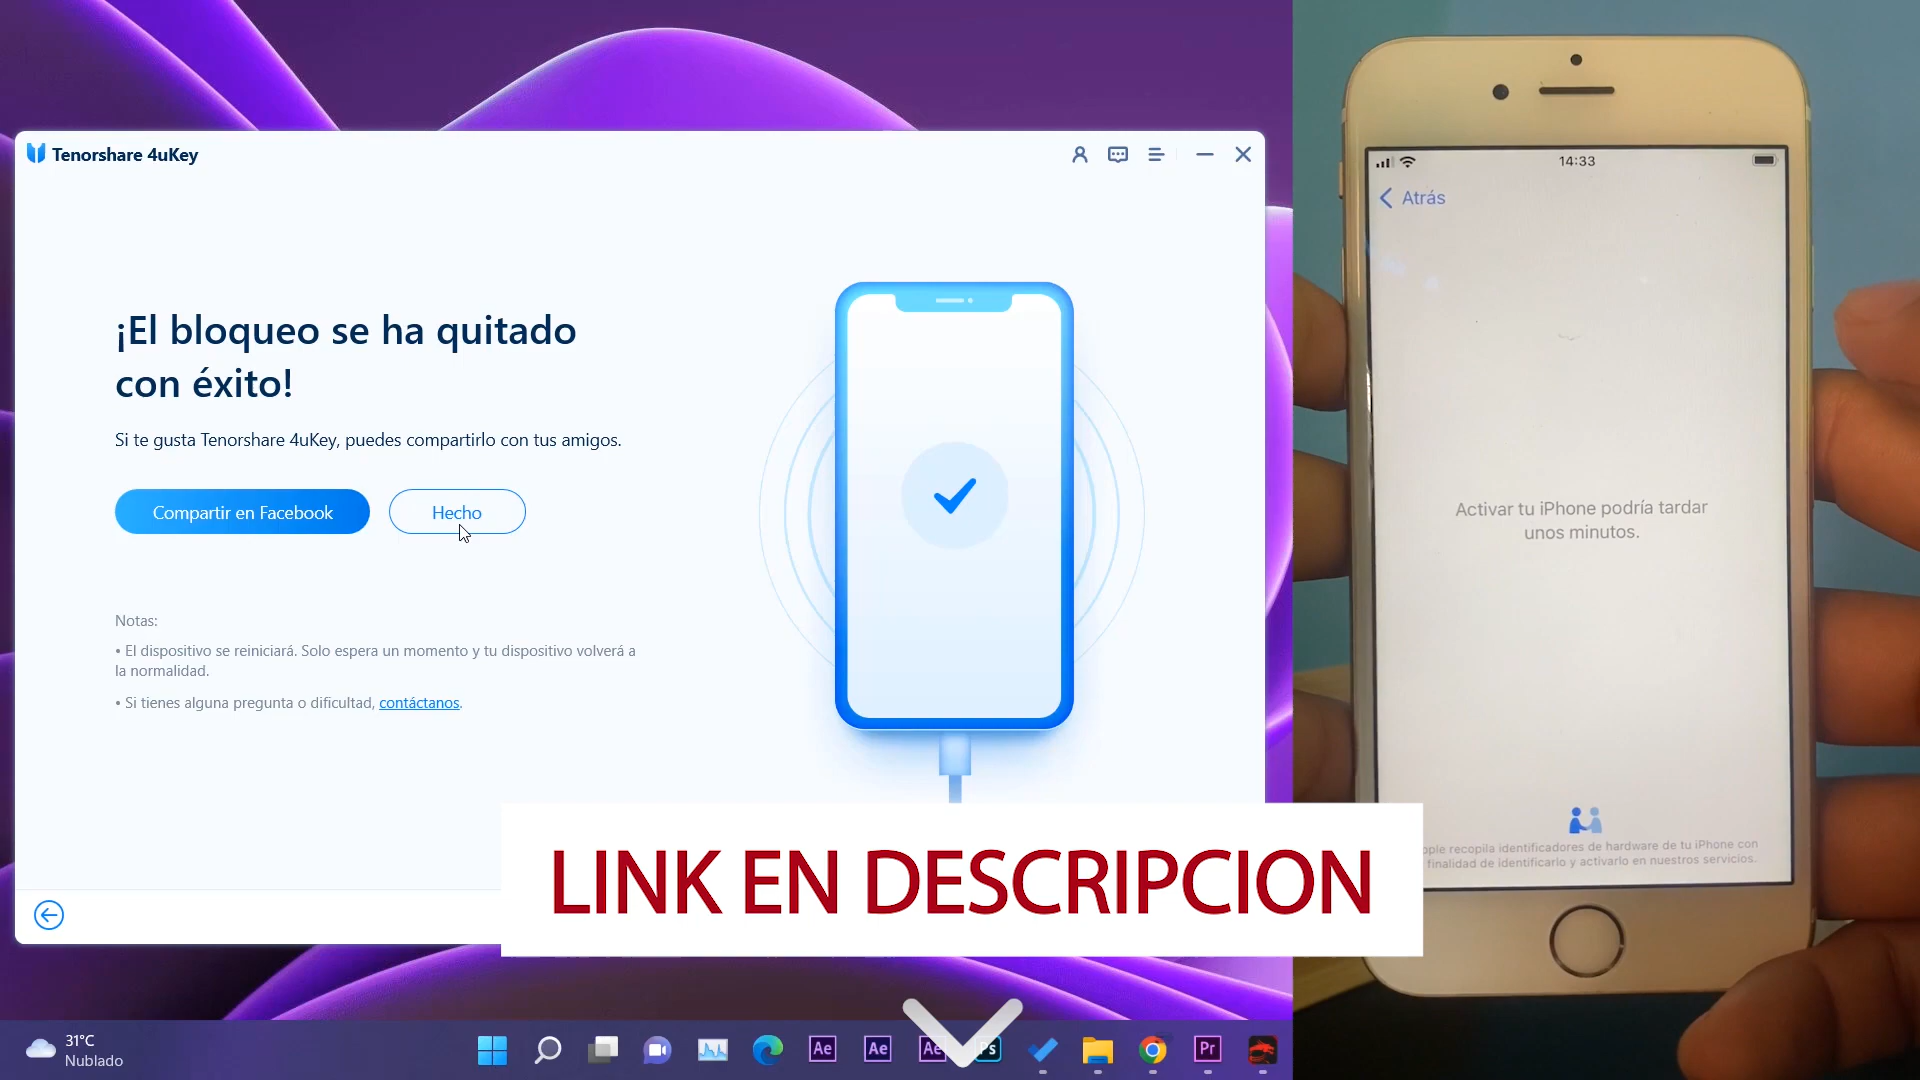 Tenorshare 4uKey
¡El bloqueo se ha quitado
con éxito!
Si te gusta Tenorshare 4uKey, puedes compartirlo con tus amigos.
Compartir en Facebook
Hecho
Notas:
• El dispositivo se reiniciará. Solo espera un momento y tu dispositivo volverá a
la normalidad.
• Si tienes alguna pregunta o dificultad, contáctanos.
14:33
Atrás
Activar tu iPhone podría tardar
unos minutos.
recopila identificadores de hardware de tu iPhone con
finalidad de identificarlo y activarlo en nuestros servicios.
LINK EN DESCRIPCION
31°C
Nublado
Ae
Ae
Ae
Ps
Pr